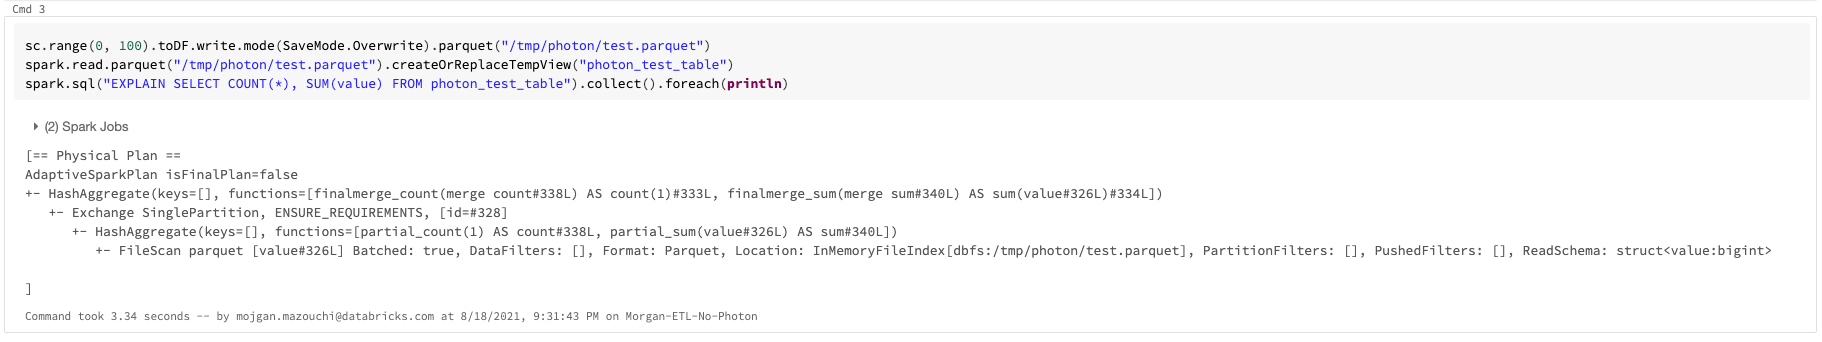 Cmd 3
sc.range(0, 100).toDF.write.mode(SaveMode.Overwrite).parquet("/tmp/photon/test.parquet")
spark.read.parquet("/tmp/photon/test.parquet").createOrReplaceTempView("photon_test_table")
spark.sql("EXPLAIN SELECT COUNT(*), SUM(value) FROM photon_test_table").collect().foreach(println)
(2) Spark Jobs
[== Physical Plan ==
AdaptiveSparkPlan isFinalPlan=false
+- HashAggregate(keys=[], functions=[finalmerge_count(merge count#338L) AS count(1)#333L, finalmerge_sum(merge sum#340L) AS sum(value#326L)#334L])
   +- Exchange SinglePartition, ENSURE_REQUIREMENTS, [id=#328]
      +- HashAggregate(keys=[], functions=[partial_count(1) AS count#338L, partial_sum(value#326L) AS sum#340L])
         +- FileScan parquet [value#326L] Batched: true, DataFilters: [], Format: Parquet, Location: InMemoryFileIndex[dbfs:/tmp/photon/test.parquet], PartitionFilters: [], PushedFilters: [], ReadSchema: struct<value:bigint>
]
Command took 3.34 seconds -- by mojgan.mazouchi@databricks.com at 8/18/2021, 9:31:43 PM on Morgan-ETL-No-Photon